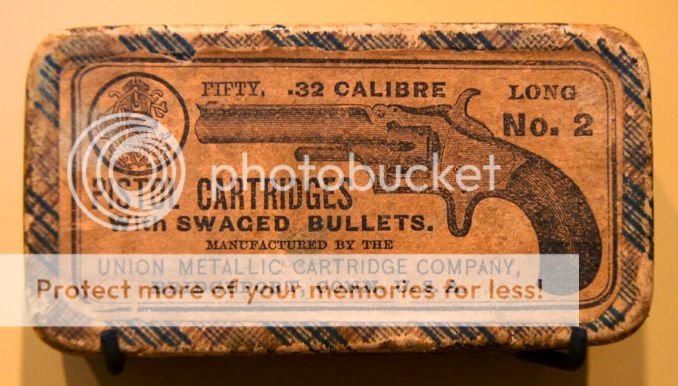 FIFTY, .32 CALIBRE LONG
No. 2
photobucket
PISTOL CARTRIDGES
with SWAGED BULLETS.
MANUFACTURED BY THE
UNION METALLIC CARTRIDGE COMPANY,
CONN. U.S.A.
Protect more of your memories for less!